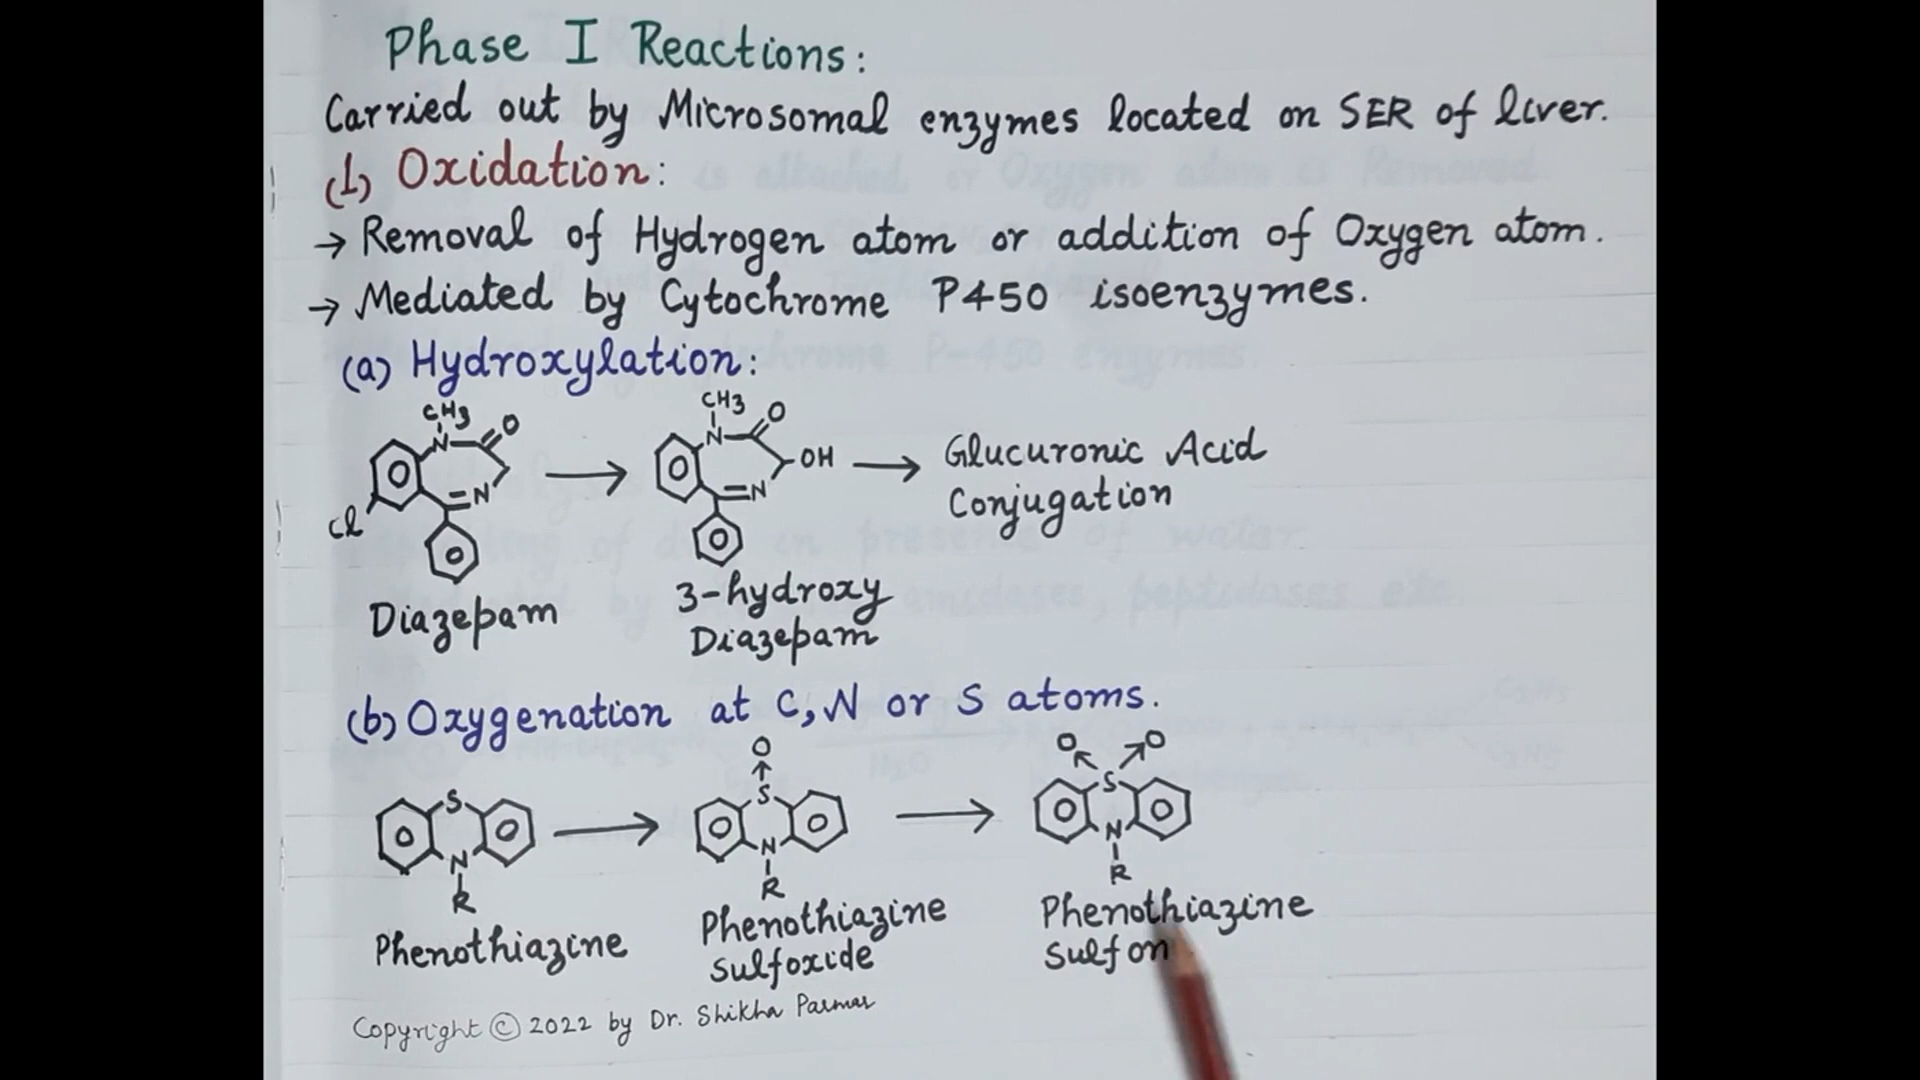 Phase I Reactions:
Carried out by Microsomal enzymes located on SER of liver.
(1) Oxidation:
→ Removal of Hydrogen atom or addition of Oxygen atom.
→ Mediated by Cytochrome P450 isoenzymes.
(a) Hydroxylation:
CH3 N O N Cl
CH3 N O OH N
Glucuronic Acid
Conjugation
Diazepam
3-hydroxy
Diazepam
(b) Oxygenation at C, N or S atoms.
S N R
O S N R
O O S N R
Phenothiazine
Phenothiazine
sulfoxide
Phenothiazine
Sulfon
Copyright © 2022 by Dr. Shikha Parmar